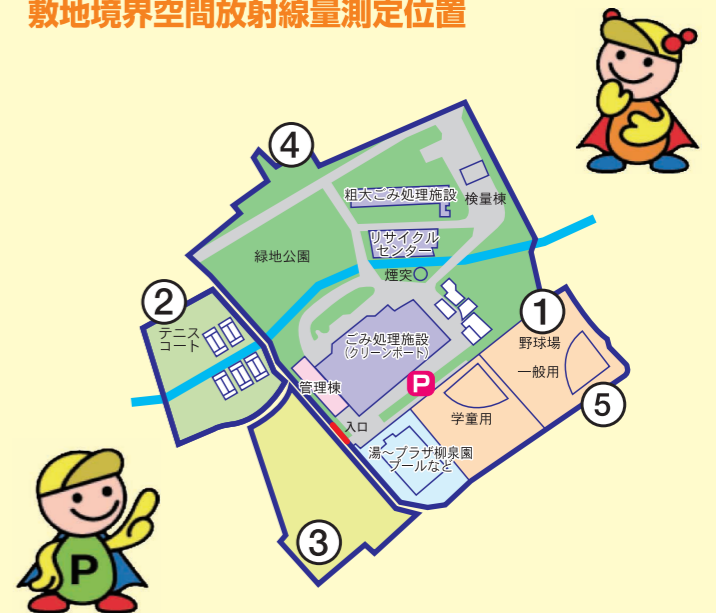 敷地境界空間放射線量測定位置
④
粗大ごみ処理施設
検量棟
リサイクル
センター
緑地公園
煙突
②
テニス
コート
①
野球場
一般用
ごみ処理施設
(クリーンポート)
管理棟
P
⑤
学童用
入口
湯～プラザ柳泉園
プールなど
③
P